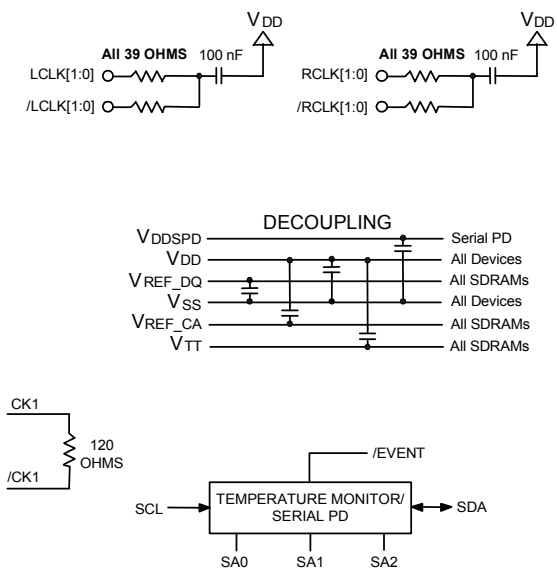 VDD
VDD
All 39 OHMS 100 nF
All 39 OHMS 100 nF
LCLK[1:0]
RCLK[1:0]
/LCLK[1:0]
/RCLK[1:0]
DECOUPLING
VDDSPD Serial PD
VDD All Devices
VREF_DQ All SDRAMs
VSS All Devices
VREF_CA All SDRAMs
VTT All SDRAMs
CK1
120
OHMS
/CK1
/EVENT
SCL TEMPERATURE MONITOR/ SDA
SERIAL PD
SA0 SA1 SA2